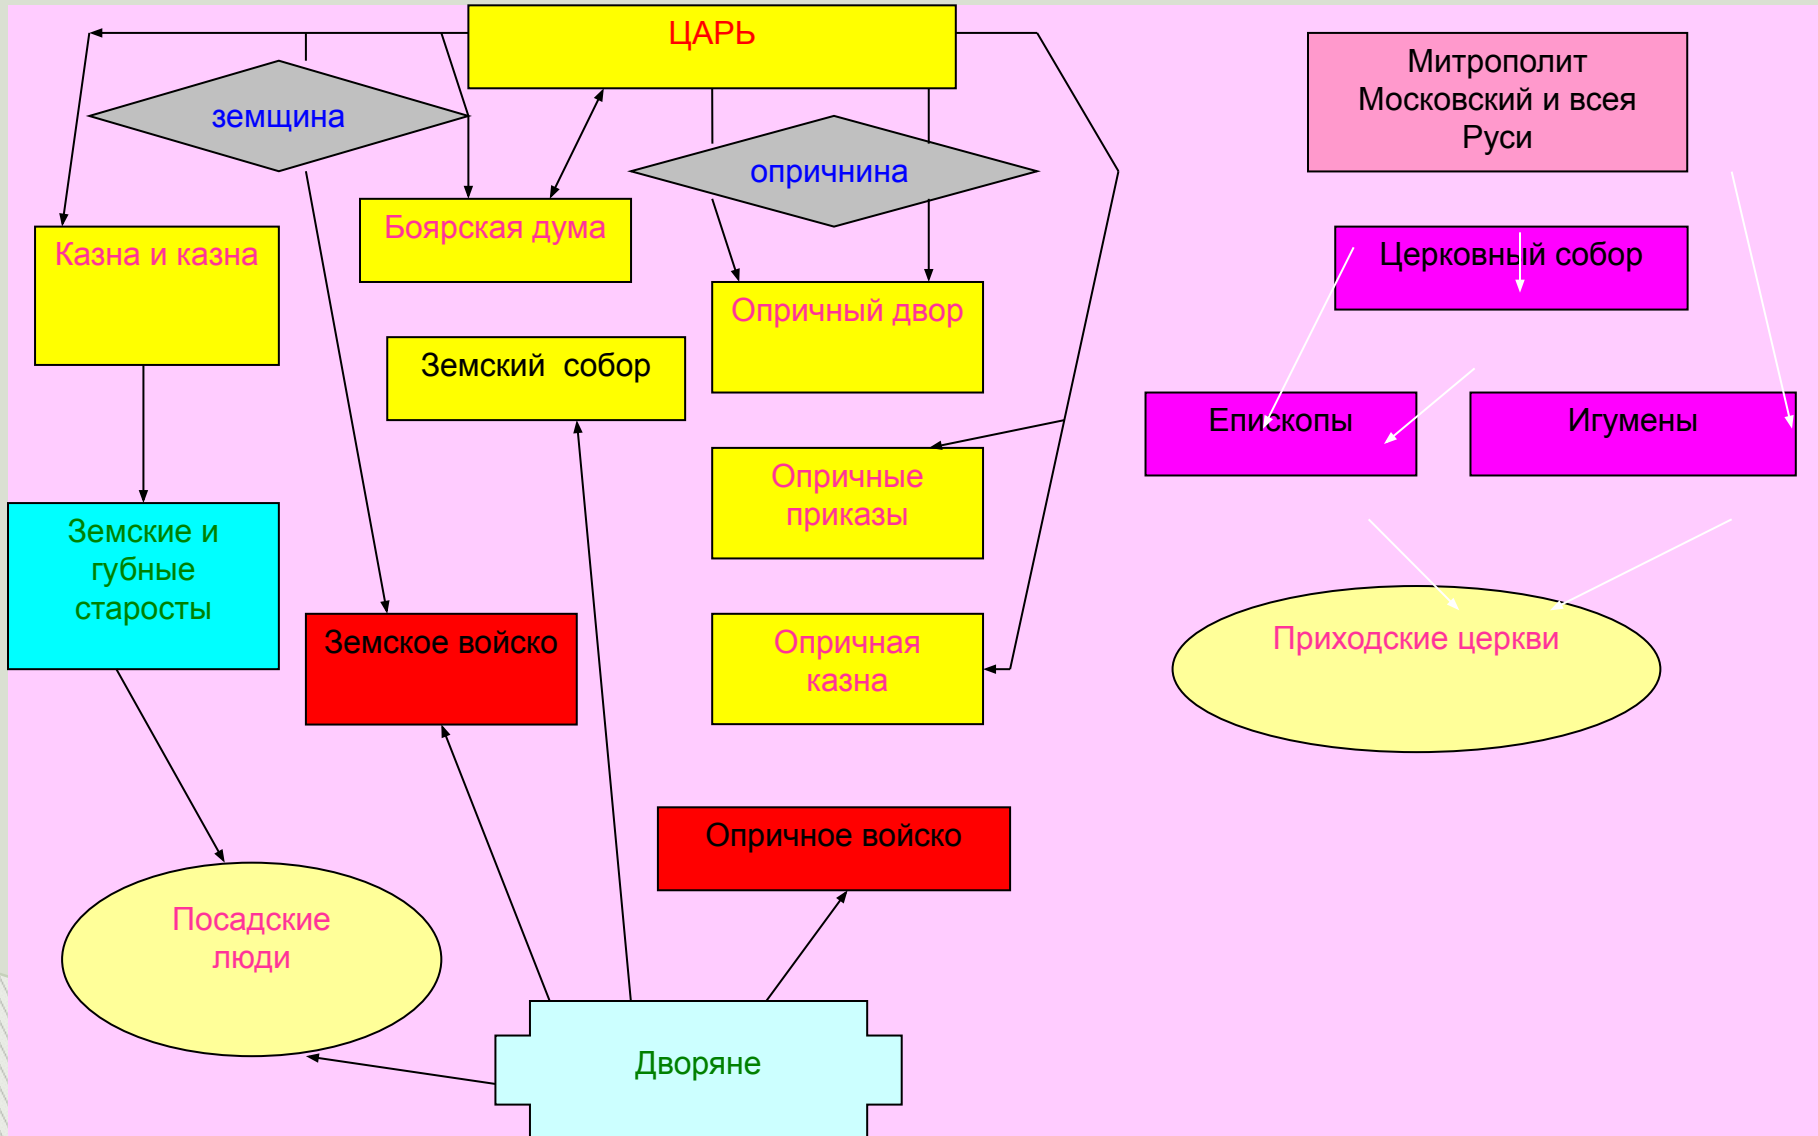 ЦАРЬ
земщина
опричнина
Митрополит
Московский и всея
Руси
Казна и казна
Боярская дума
Церковный собор
Опричный двор
Земский собор
Епископы
Игумены
Опричные
приказы
Земские и
губные
старосты
Земское войско
Опричная
казна
Приходские церкви
Опричное войско
Посадские
люди
Дворяне